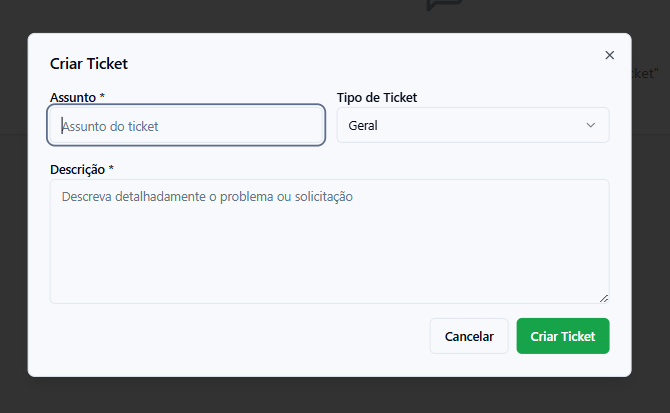 Criar Ticket
Assunto *
Tipo de Ticket
Assunto do ticket
Geral
Descrição *
Descreva detalhadamente o problema ou solicitação
Cancelar
Criar Ticket